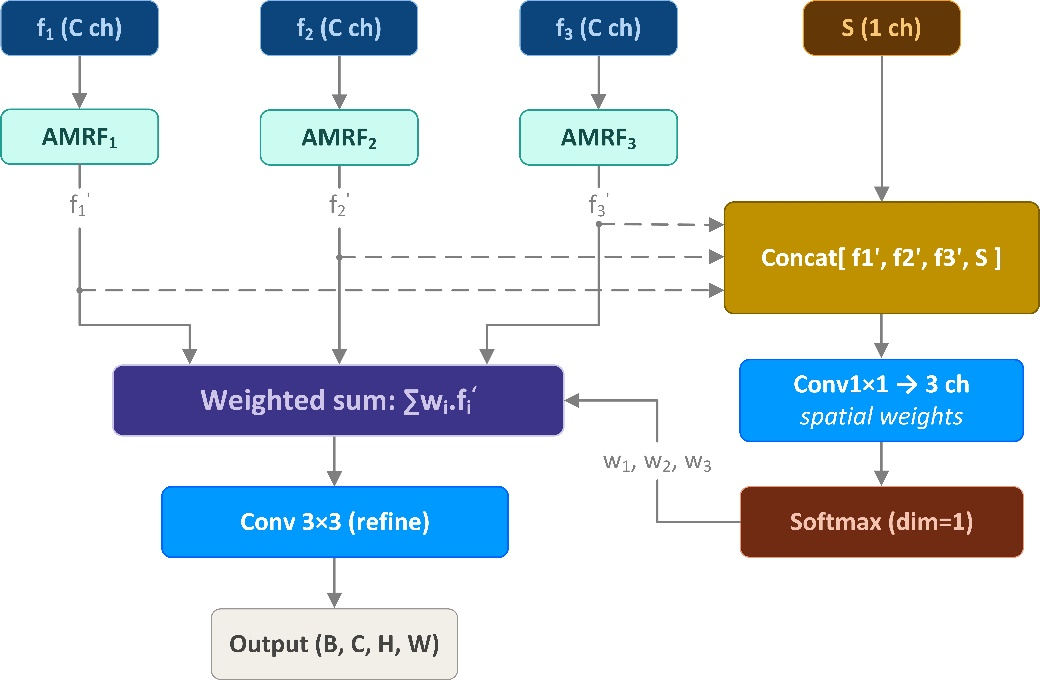 f₁ (C ch)
f₂ (C ch)
f₃ (C ch)
S (1 ch)
AMRF₁
AMRF₂
AMRF₃
f₁'
f₂'
f₃'
Concat[ f1', f2', f3', S ]
Weighted sum: ∑wᵢ.fᵢ‘
Conv1×1 → 3 ch
spatial weights
w₁, w₂, w₃
Conv 3×3 (refine)
Softmax (dim=1)
Output (B, C, H, W)